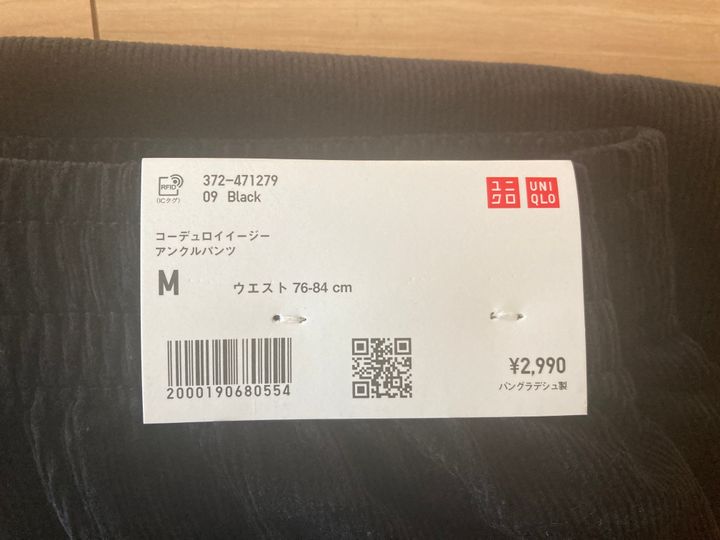 RFID
(ICタグ)
372-471279
09 Black
ユニ
クロ
UNI
QLO
コーデュロイイージー
アンクルパンツ
M ウエスト 76-84 cm
2000190680554
¥2,990
バングラデシュ製